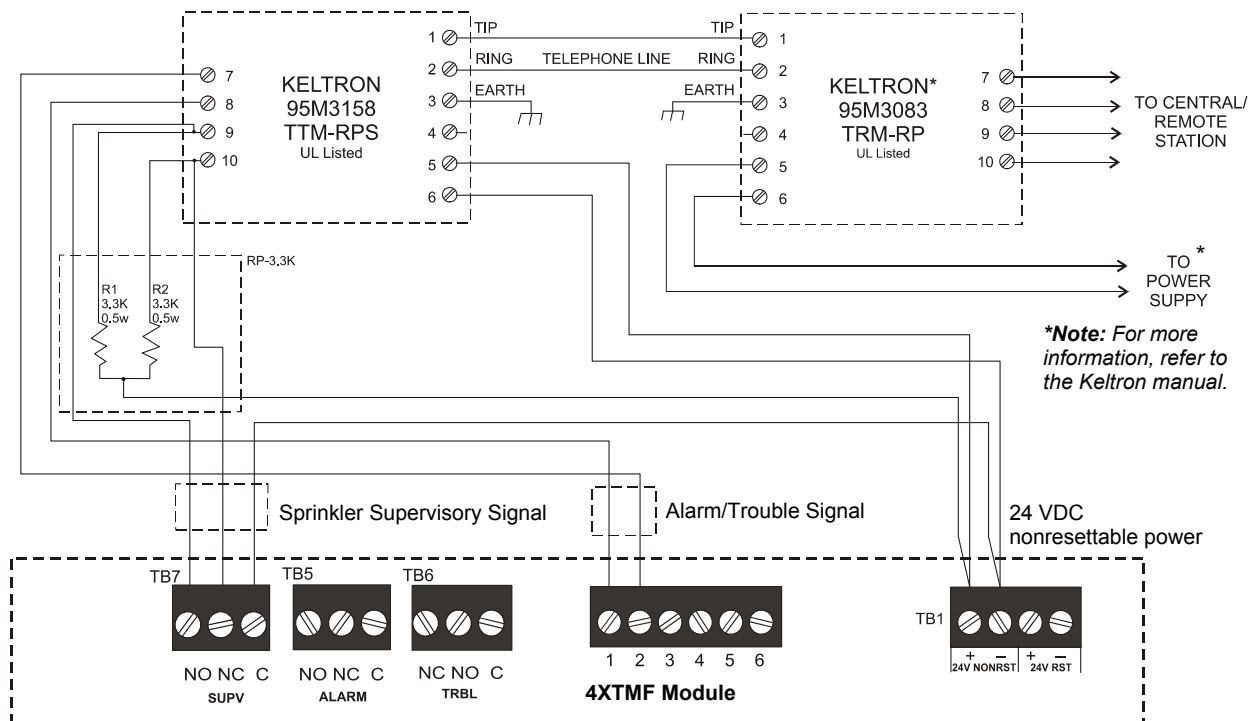 TIP
TIP
1
1
RING
TELEPHONE LINE
RING
2
2
7
KELTRON
95M3158
TTM-RPS
UL Listed
EARTH
EARTH
KELTRON*
95M3083
TRM-RP
UL Listed
7
8
3
3
8
TO CENTRAL/
REMOTE
STATION
9
4
4
9
10
5
5
10
6
6
RP-3.3K
R1
3.3K
0.5w
R2
3.3K
0.5w
TO *
POWER
SUPPY
*Note: For more
information, refer to
the Keltron manual.
Sprinkler Supervisory Signal
Alarm/Trouble Signal
24 VDC
nonresettable power
TB7
TB5
TB6
TB1
NO NC C
SUPV
NO NC C
ALARM
NC NO C
TRBL
1 2 3 4 5 6
4XTMF Module
+ – + –
24V NONRST 24V RST